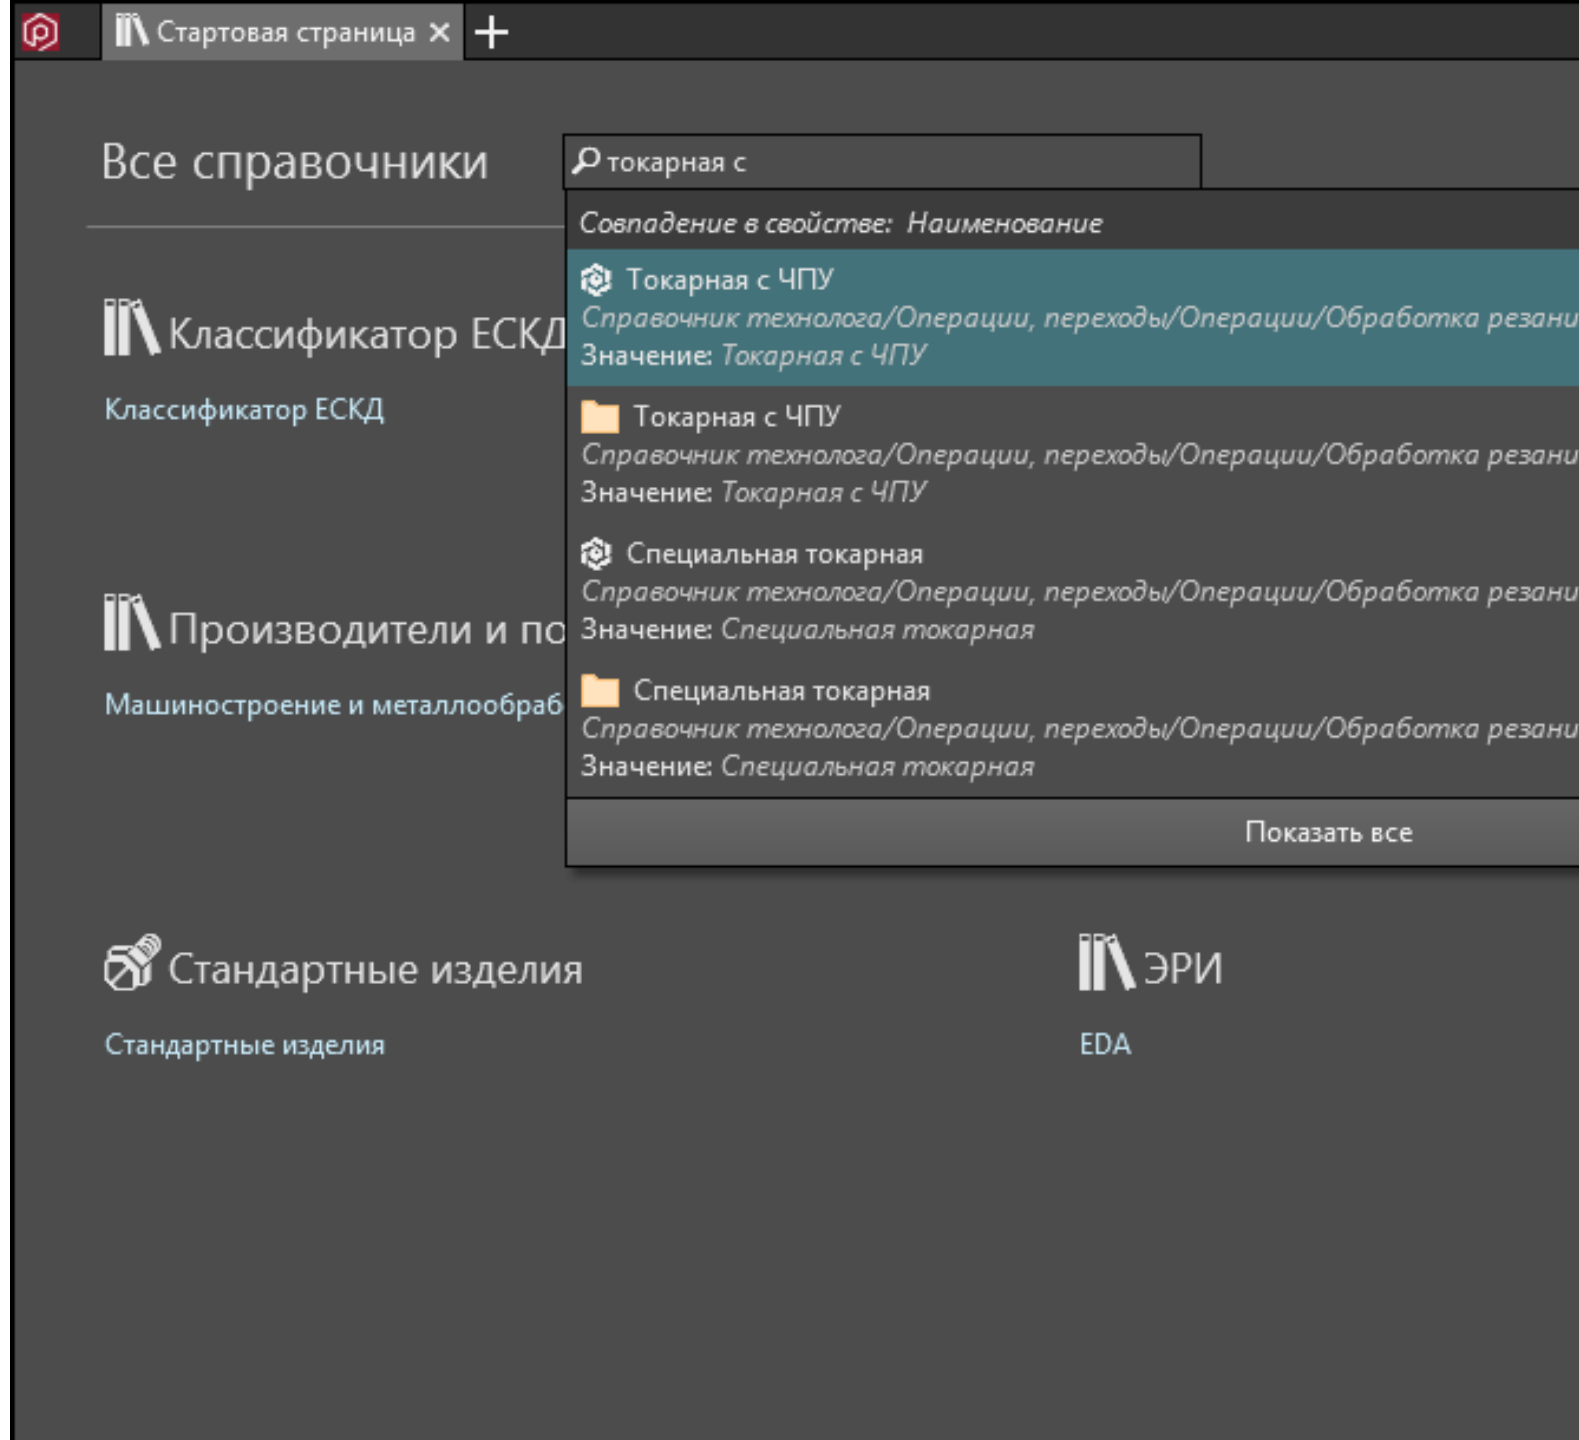 Стартовая страница
Все справочники
токарная с
Совпадение в свойстве: Наименование
Токарная с ЧПУ
Справочник технолога/Операции, переходы/Операции/Обработка резани
Значение: Токарная с ЧПУ
Токарная с ЧПУ
Справочник технолога/Операции, переходы/Операции/Обработка резани
Значение: Токарная с ЧПУ
Специальная токарная
Справочник технолога/Операции, переходы/Операции/Обработка резани
Значение: Специальная токарная
Специальная токарная
Справочник технолога/Операции, переходы/Операции/Обработка резани
Значение: Специальная токарная
Показать все
Классификатор ЕСКД
Классификатор ЕСКД
Производители и по
Машиностроение и металлообраб
Стандартные изделия
Стандартные изделия
ЭРИ
EDA